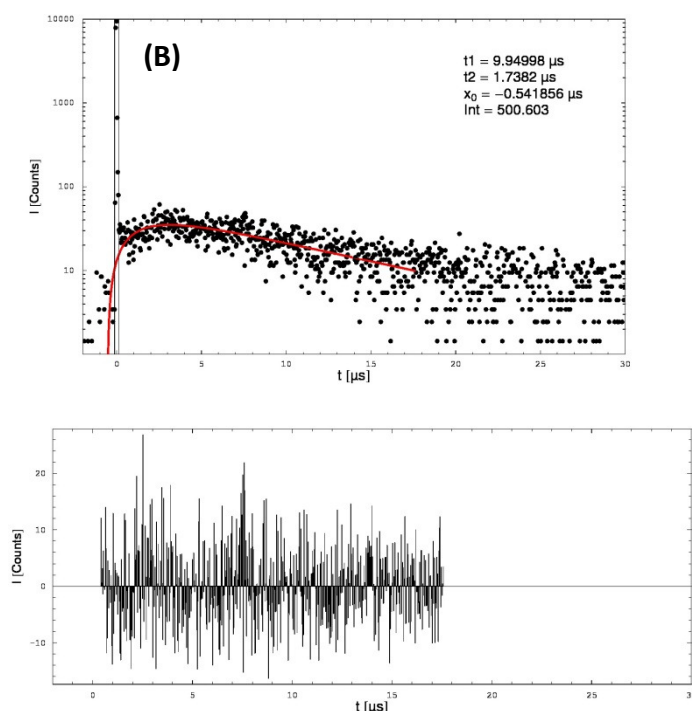 (B)
t1 = 9.94998 µs
t2 = 1.7382 µs
x₀ = −0.541856 µs
Int = 500.603
10000
1000
100
10
I [Counts]
0 5 10 15 20 25 30
t [µs]
20
10
0
-10
I [Counts]
0 5 10 15 20 25 3
t [µs]